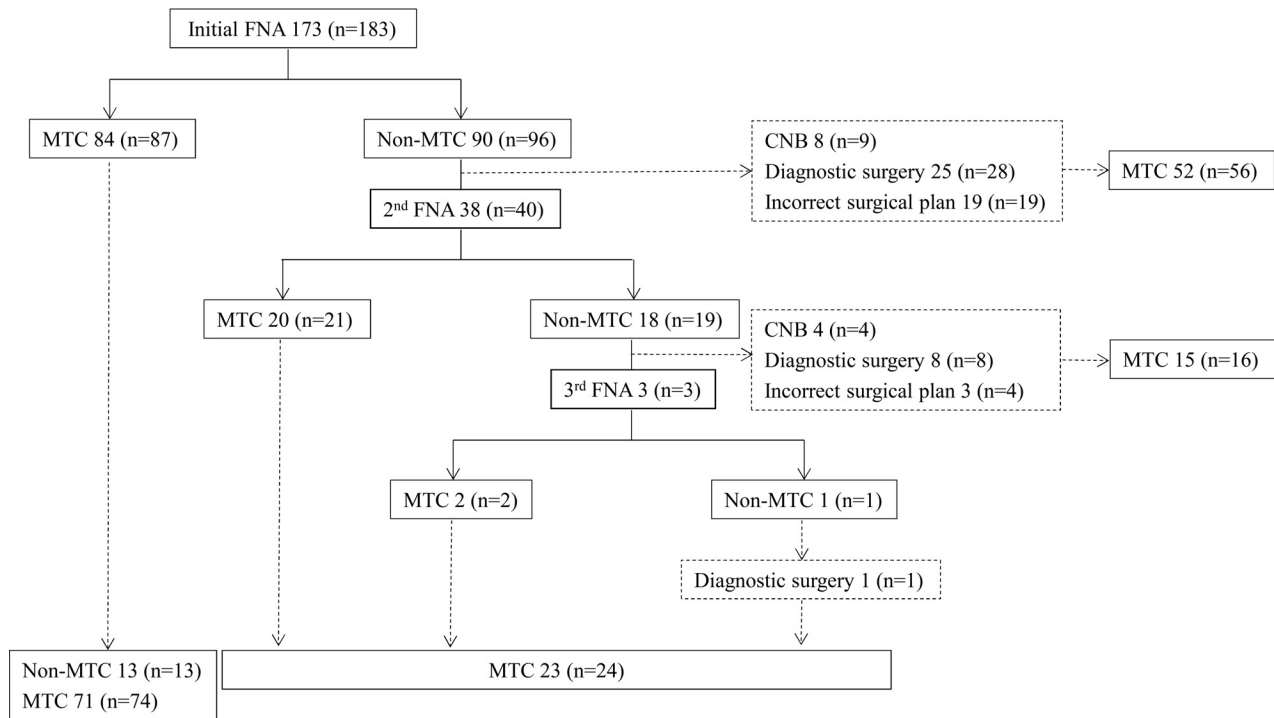 Initial FNA 173 (n=183)
MTC 84 (n=87)
Non-MTC 90 (n=96)
CNB 8 (n=9)
Diagnostic surgery 25 (n=28)
Incorrect surgical plan 19 (n=19)
MTC 52 (n=56)
2nd FNA 38 (n=40)
MTC 20 (n=21)
Non-MTC 18 (n=19)
CNB 4 (n=4)
Diagnostic surgery 8 (n=8)
Incorrect surgical plan 3 (n=4)
MTC 15 (n=16)
3rd FNA 3 (n=3)
MTC 2 (n=2)
Non-MTC 1 (n=1)
Diagnostic surgery 1 (n=1)
Non-MTC 13 (n=13)
MTC 71 (n=74)
MTC 23 (n=24)